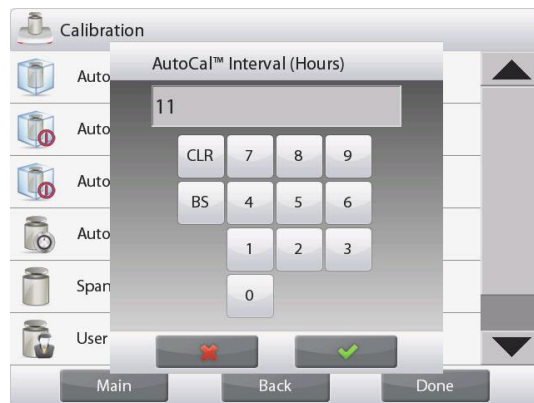 Calibration
AutoCal™ Interval (Hours)
Auto
11
Auto
CLR 7 8 9
Auto
BS 4 5 6
Auto
1 2 3
Span
0
User
Main Back Done